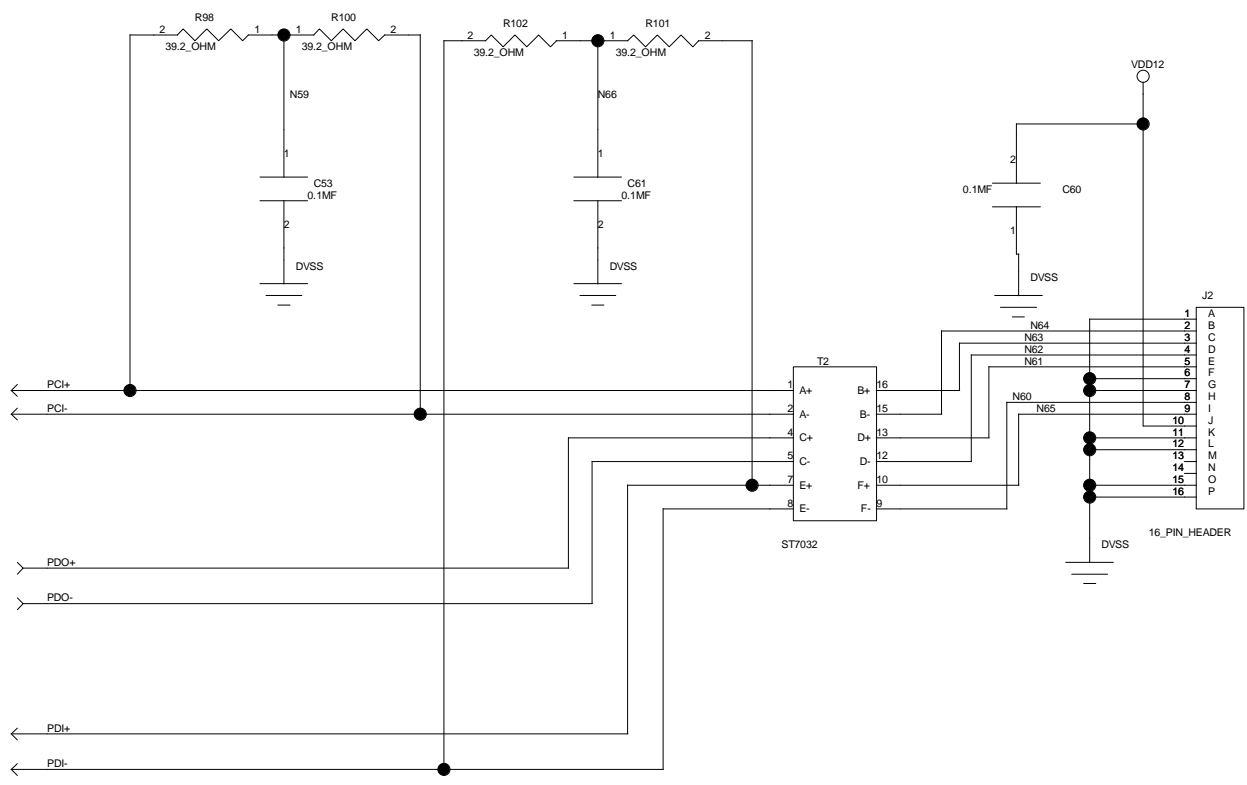 R98
2 1
39.2_OHM
R100
1 2
39.2_OHM
R102
2 1
39.2_OHM
R101
1 2
39.2_OHM
N59
1
C53
0.1MF
2
DVSS
N66
1
C61
0.1MF
2
DVSS
VDD12
2
0.1MF C60
1
DVSS
J2
1 A
2 B
3 C
4 D
5 E
6 F
7 G
8 H
9 I
10 J
11 K
12 L
13 M
14 N
15 O
16 P
16_PIN_HEADER
DVSS
N64
N63
N62
N61
N60
N65
T2
1 A+ B+ 16
2 A- B- 15
4 C+ D+ 13
5 C- D- 12
7 E+ F+ 10
8 E- F- 9
ST7032
PCI+
PCI-
PDO+
PDO-
PDI+
PDI-